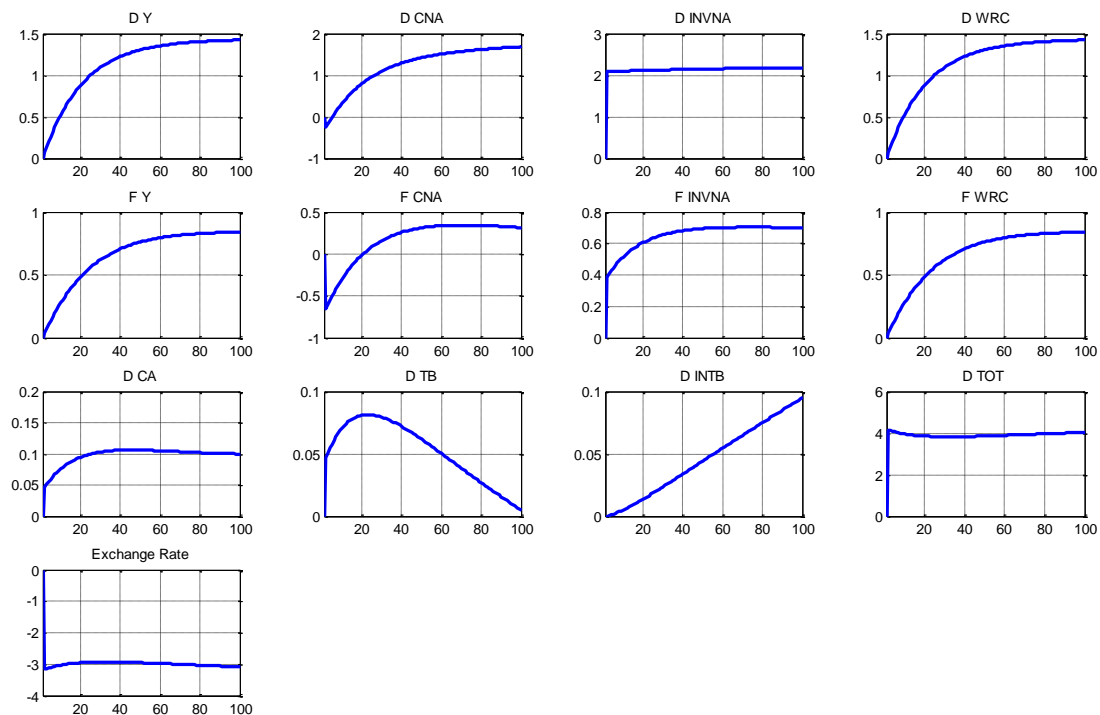 D Y
D CNA
D INVNA
D WRC
1.5
1
0.5
0
20 40 60 80 100
2
1
0
-1
20 40 60 80 100
3
2
1
0
20 40 60 80 100
1.5
1
0.5
0
20 40 60 80 100
F Y
F CNA
F INVNA
F WRC
1
0.5
0
20 40 60 80 100
0.5
0
-0.5
-1
20 40 60 80 100
0.8
0.6
0.4
0.2
0
20 40 60 80 100
1
0.5
0
20 40 60 80 100
D CA
D TB
D INTB
D TOT
0.2
0.15
0.1
0.05
0
20 40 60 80 100
0.1
0.05
0
20 40 60 80 100
0.1
0.05
0
20 40 60 80 100
6
4
2
0
20 40 60 80 100
Exchange Rate
0
-1
-2
-3
-4
20 40 60 80 100